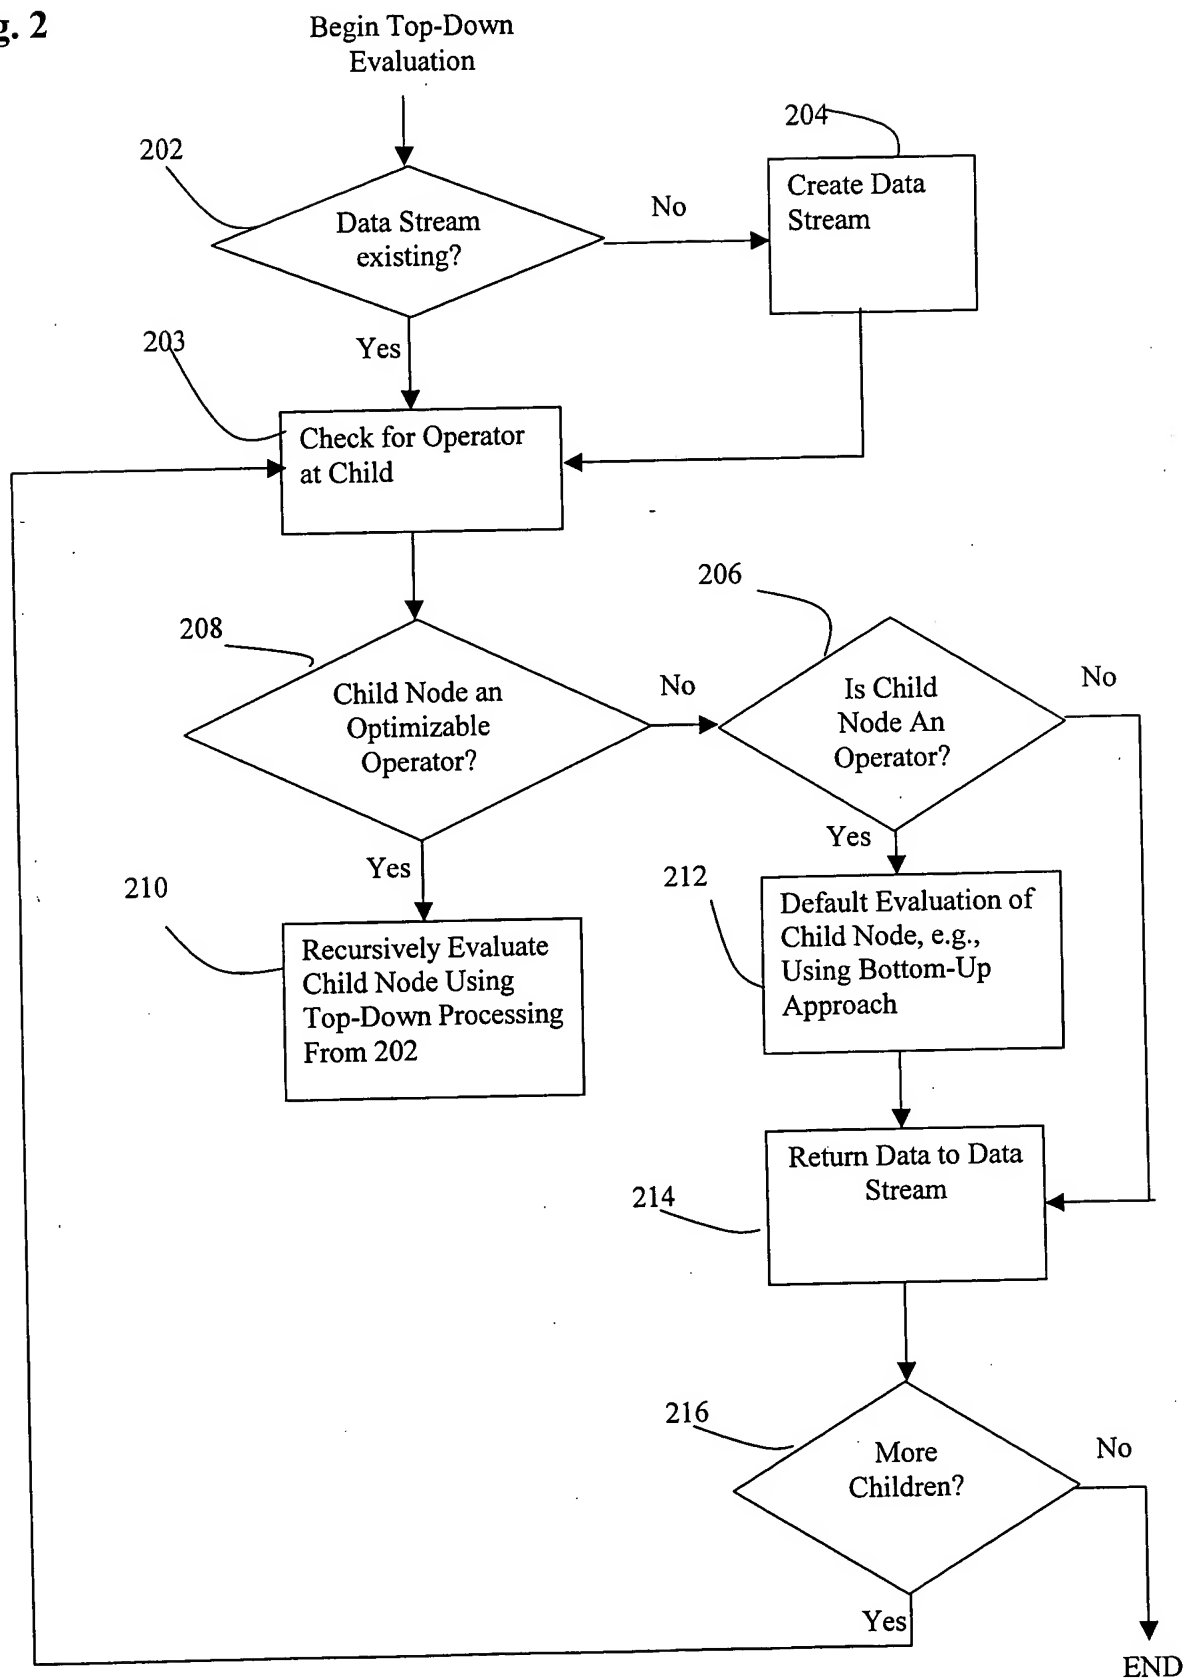 g. 2
Begin Top-Down
Evaluation
204
202
Create Data
Stream
No
Data Stream
existing?
203
Yes
Check for Operator
at Child
206
208
Child Node an
Optimizable
Operator?
No
Is Child
Node An
Operator?
No
Yes
Yes
210
212
Default Evaluation of
Child Node, e.g.,
Using Bottom-Up
Approach
Recursively Evaluate
Child Node Using
Top-Down Processing
From 202
Return Data to Data
Stream
214
216
More
Children?
No
Yes
END